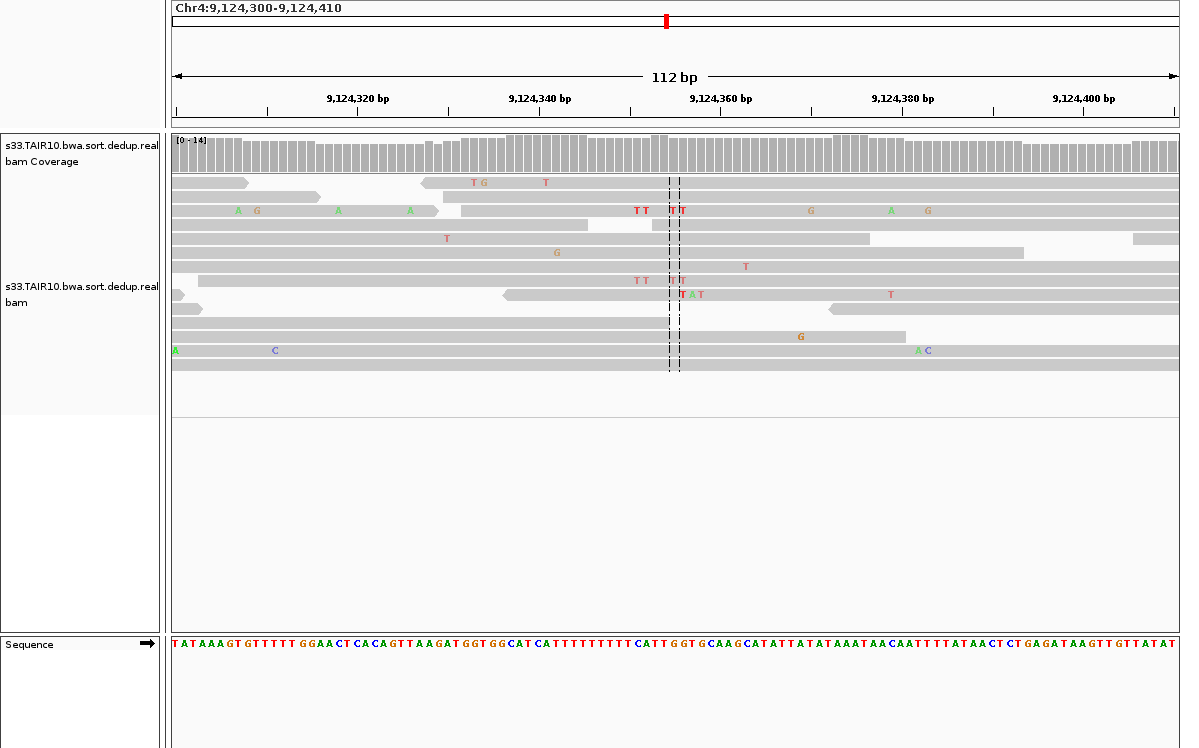 Chr4:9,124,300-9,124,410
112 bp
9,124,320 bp 9,124,340 bp 9,124,360 bp 9,124,380 bp 9,124,400 bp
s33.TAIR10.bwa.sort.dedup.real
bam Coverage
[0 - 14]
T G T
A G A A T T T T G A G
T
G
T
T T T T
s33.TAIR10.bwa.sort.dedup.real
bam
T A T T
G
A C A C
Sequence
TATAAAGTGTTTTTGGAACTCACAGTTAAGATGGTGGCATCATTTTTTTTTCATTGGTGCAAGCATATTATATAAATAACAATTTTATAACTCTGAGATAAGTTGTTATAT